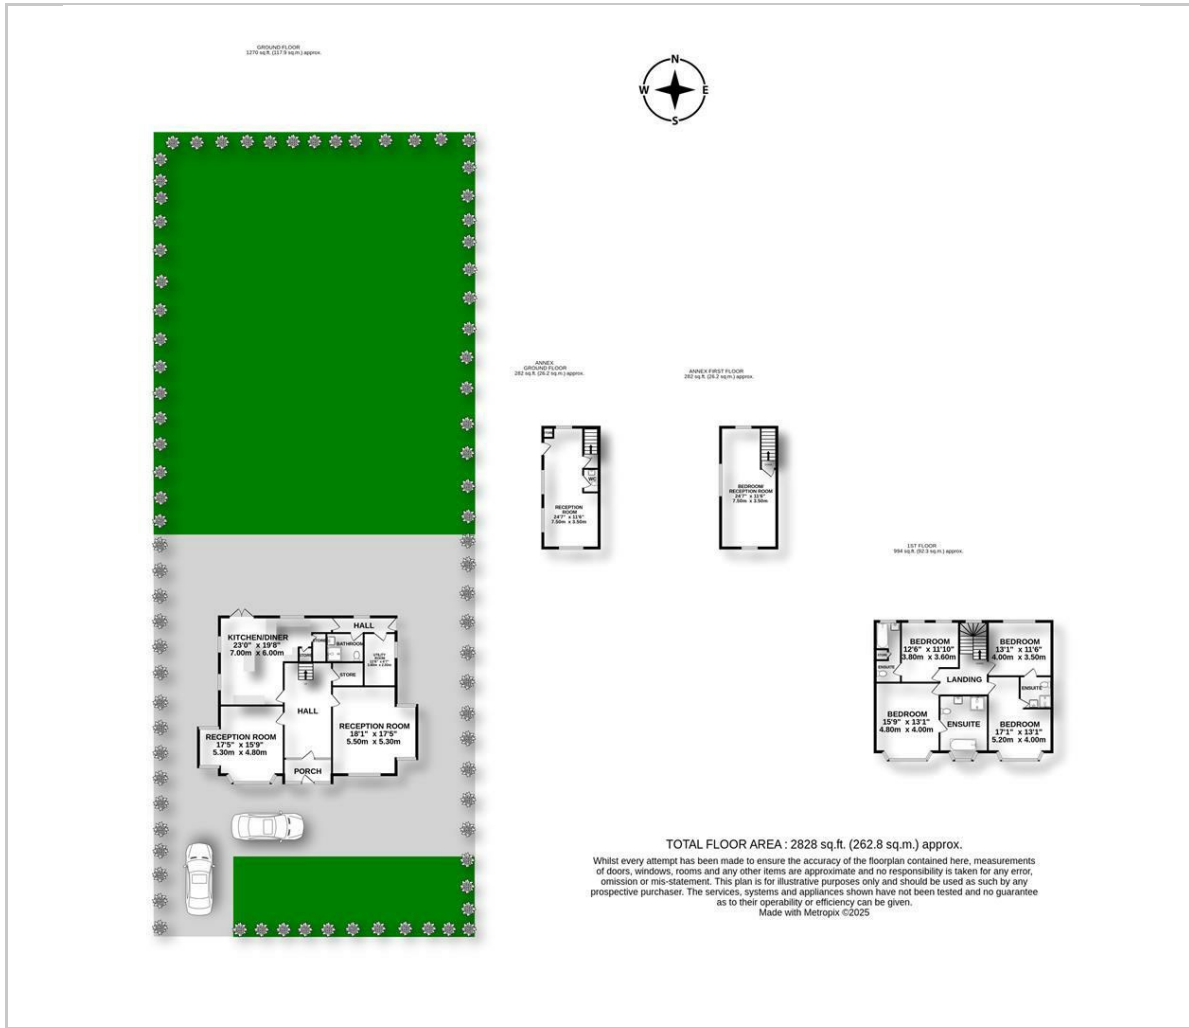 GROUND FLOOR
1270 sq.ft. (117.9 sq.m.) approx.
N
W
E
S
ANNEX
GROUND FLOOR
282 sq.ft. (26.2 sq.m.) approx.
ANNEX FIRST FLOOR
282 sq.ft. (26.2 sq.m.) approx.
WC
RECEPTION
ROOM
24'7" x 11'6"
7.50m x 3.50m
BEDROOM/
RECEPTION ROOM
24'7" x 11'6"
7.50m x 3.50m
1ST FLOOR
994 sq.ft. (92.3 sq.m.) approx.
KITCHEN/DINER
23'0" x 19'8"
7.00m x 6.00m
HALL
STORE
BATHROOM
STORE
UTILITY
ROOM
STORE
HALL
RECEPTION ROOM
17'5" x 15'9"
5.30m x 4.80m
RECEPTION ROOM
18'1" x 17'5"
5.50m x 5.30m
PORCH
BEDROOM
12'6" x 11'10"
3.80m x 3.60m
BEDROOM
13'1" x 11'6"
4.00m x 3.50m
ENSUITE
LANDING
ENSUITE
BEDROOM
15'9" x 13'1"
4.80m x 4.00m
ENSUITE
BEDROOM
17'1" x 13'1"
5.20m x 4.00m
TOTAL FLOOR AREA : 2828 sq.ft. (262.8 sq.m.) approx.
Whilst every attempt has been made to ensure the accuracy of the floorplan contained here, measurements
of doors, windows, rooms and any other items are approximate and no responsibility is taken for any error,
omission or mis-statement. This plan is for illustrative purposes only and should be used as such by any
prospective purchaser. The services, systems and appliances shown have not been tested and no guarantee
as to their operability or efficiency can be given.
Made with Metropix ©2025